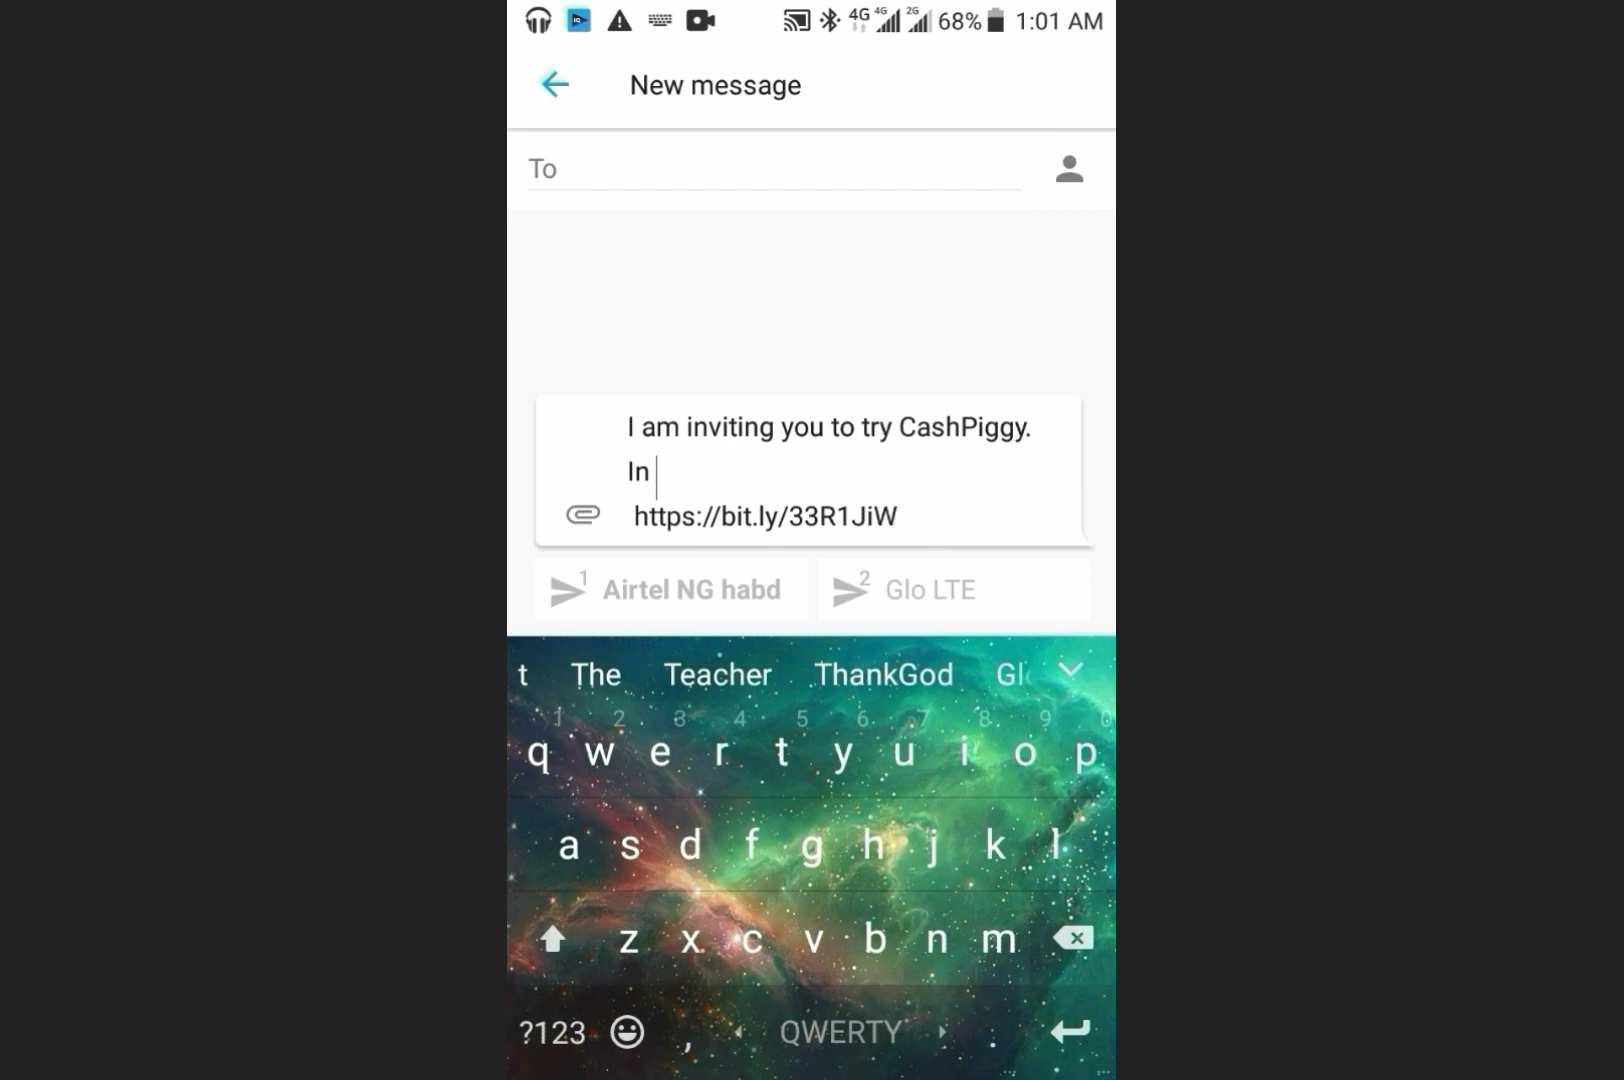 4G 4G 2G 68% 1:01 AM
New message
To
I am inviting you to try CashPiggy.
In
https://bit.ly/33R1JiW
1 Airtel NG habd 2 Glo LTE
t The Teacher ThankGod
1 2 3 4 5 6 7 8 9 0
q w e r t y u i o p
a s d f g h j k l
z x c v b n m
?123 , QWERTY .